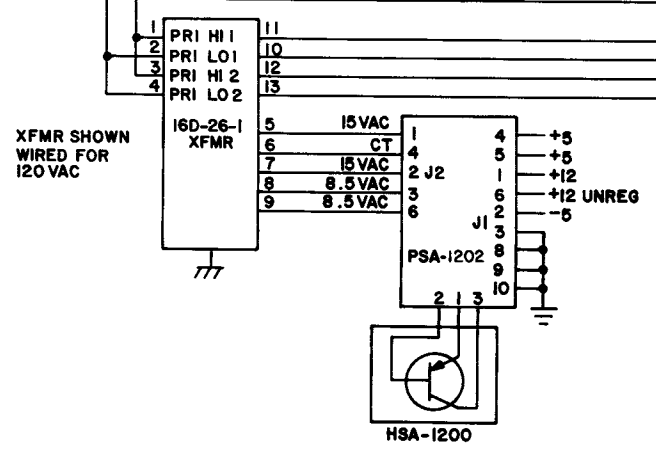 1 PRI HI 1 11
2 PRI LO 1 10
3 PRI HI 2 12
4 PRI LO 2 13
16D-26-1
XFMR
XFMR SHOWN
WIRED FOR
120 VAC
5 15 VAC 1
6 CT 4
7 15 VAC 2 J2
8 8.5 VAC 3
9 8.5 VAC 6
4 +5
5 +5
1 +12
6 +12 UNREG
2 -5
J1
3
8
9
10
PSA-1202
2 1 3
HSA-1200